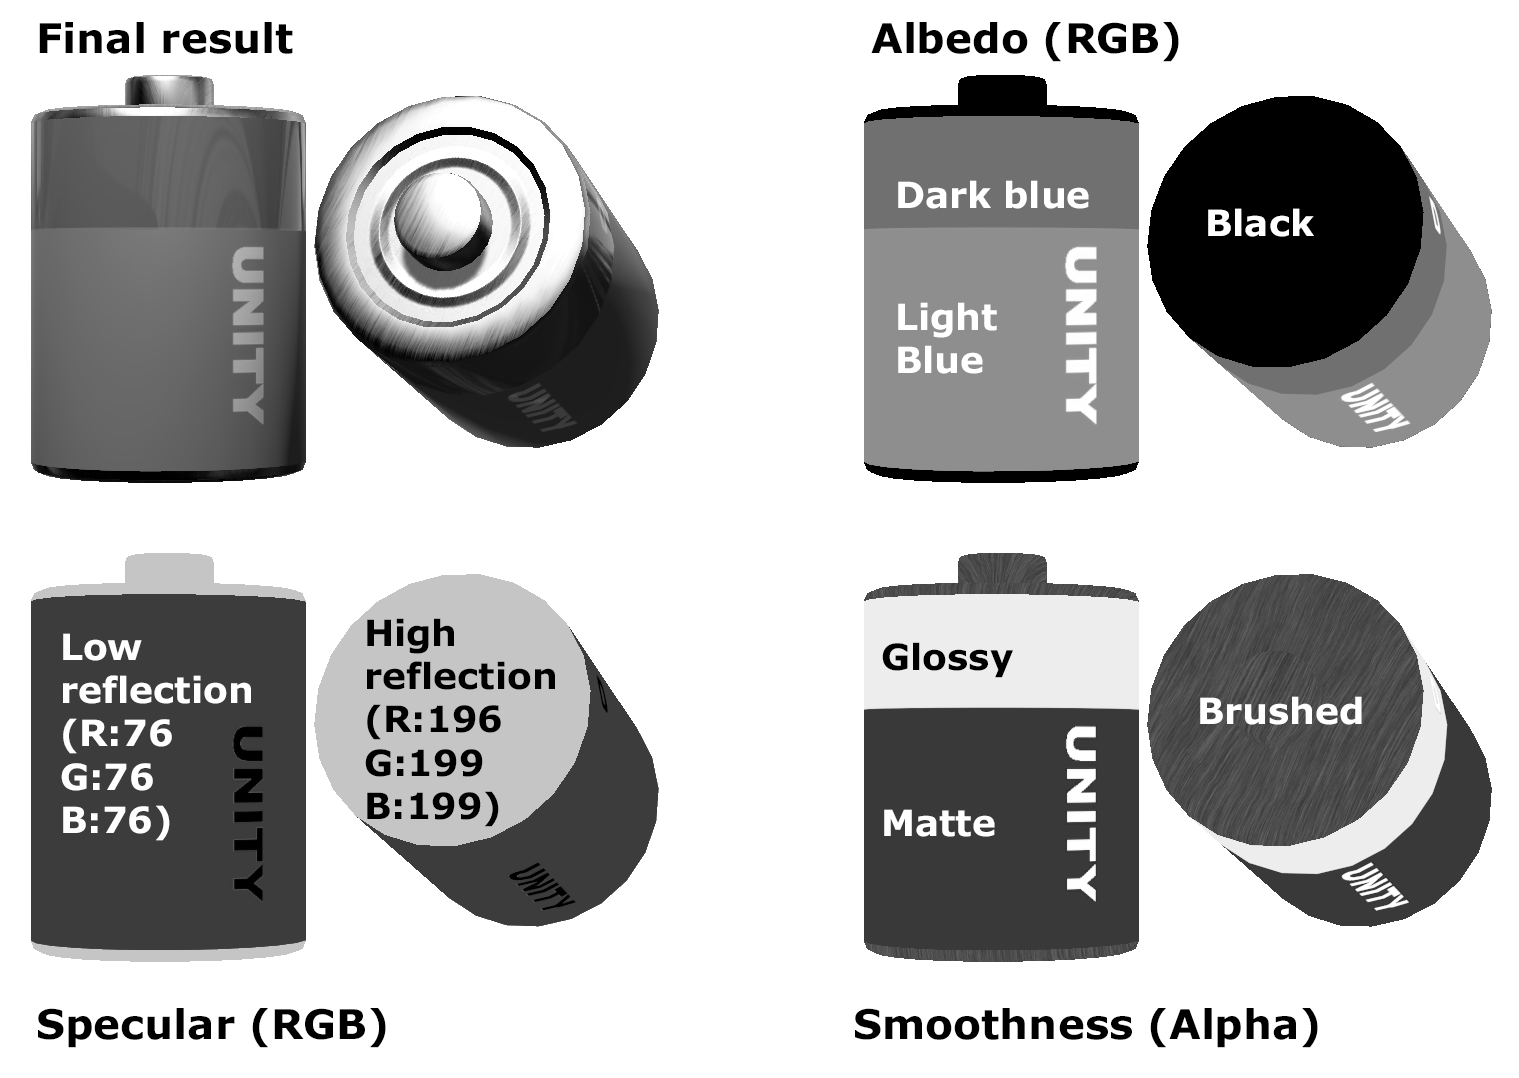 Final result
Albedo (RGB)
UNITY
UNITY
Dark blue
Light
Blue
UNITY
Black
UNITY
Low
reflection
(R:76
G:76
B:76)
UNITY
High
reflection
(R:196
G:199
B:199)
UNITY
Glossy
Matte
UNITY
Brushed
UNITY
Specular (RGB)
Smoothness (Alpha)